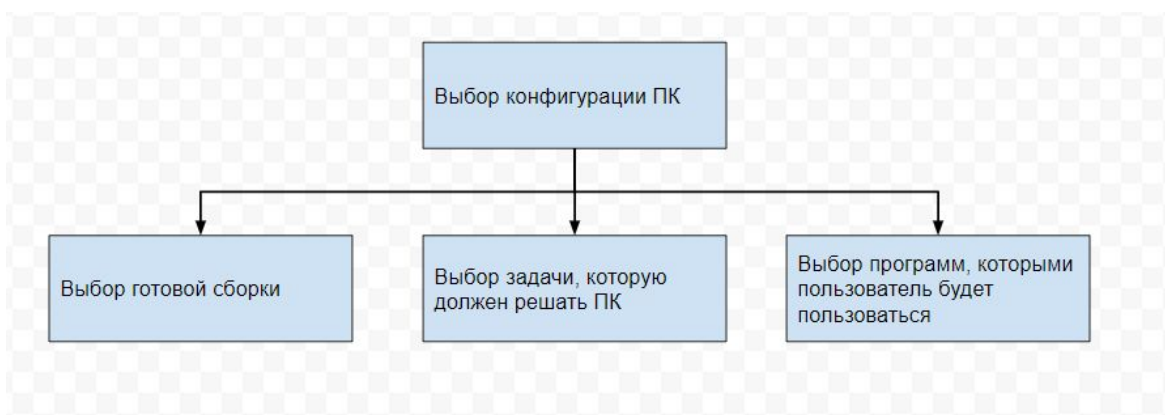 Выбор конфигурации ПК
Выбор готовой сборки
Выбор задачи, которую
должен решать ПК
Выбор программ, которыми
пользователь будет
пользоваться